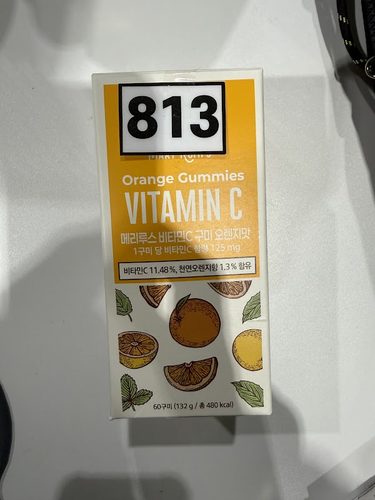 813
Orange Gummies
VITAMIN C
메리루스 비타민C 구미 오렌지맛
1구미 당 비타민C 함량 125 mg
비타민C 11.48%, 천연오렌지향 1.3% 함유
60구미 (132 g / 총 480 kcal)